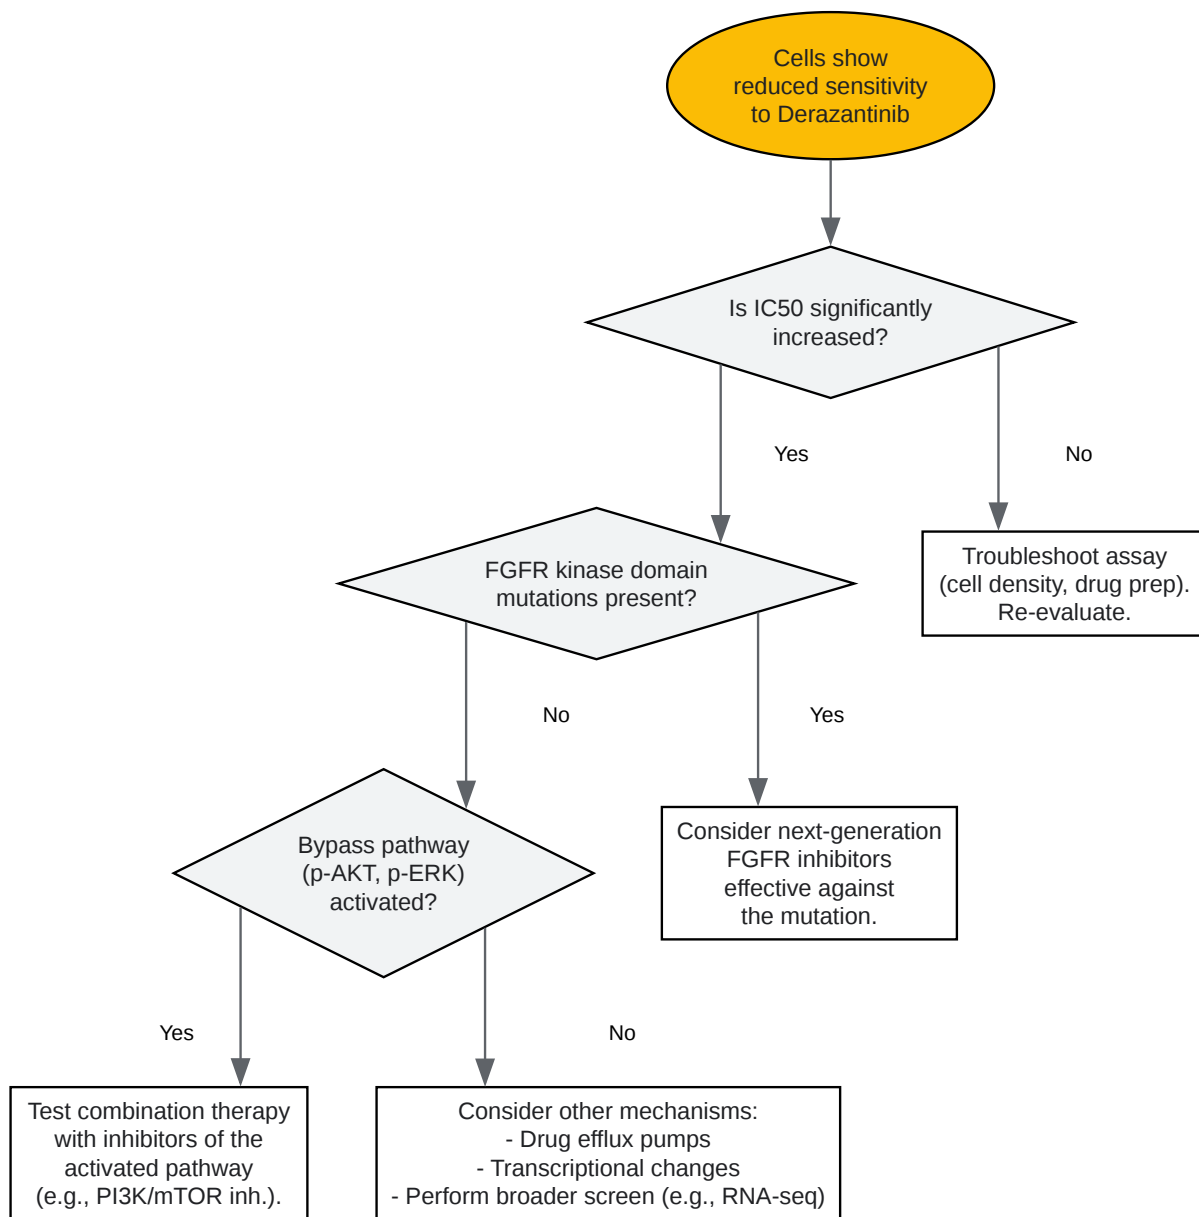 Cells show
reduced sensitivity
to Derazantinib
Is IC50 significantly
increased?
Yes
No
FGFR kinase domain
mutations present?
Troubleshoot assay
(cell density, drug prep).
Re-evaluate.
No
Yes
Bypass pathway
(p-AKT, p-ERK)
activated?
Consider next-generation
FGFR inhibitors
effective against
the mutation.
Yes
No
Test combination therapy
with inhibitors of the
activated pathway
(e.g., PI3K/mTOR inh.).
Consider other mechanisms:
- Drug efflux pumps
- Transcriptional changes
- Perform broader screen (e.g., RNA-seq)